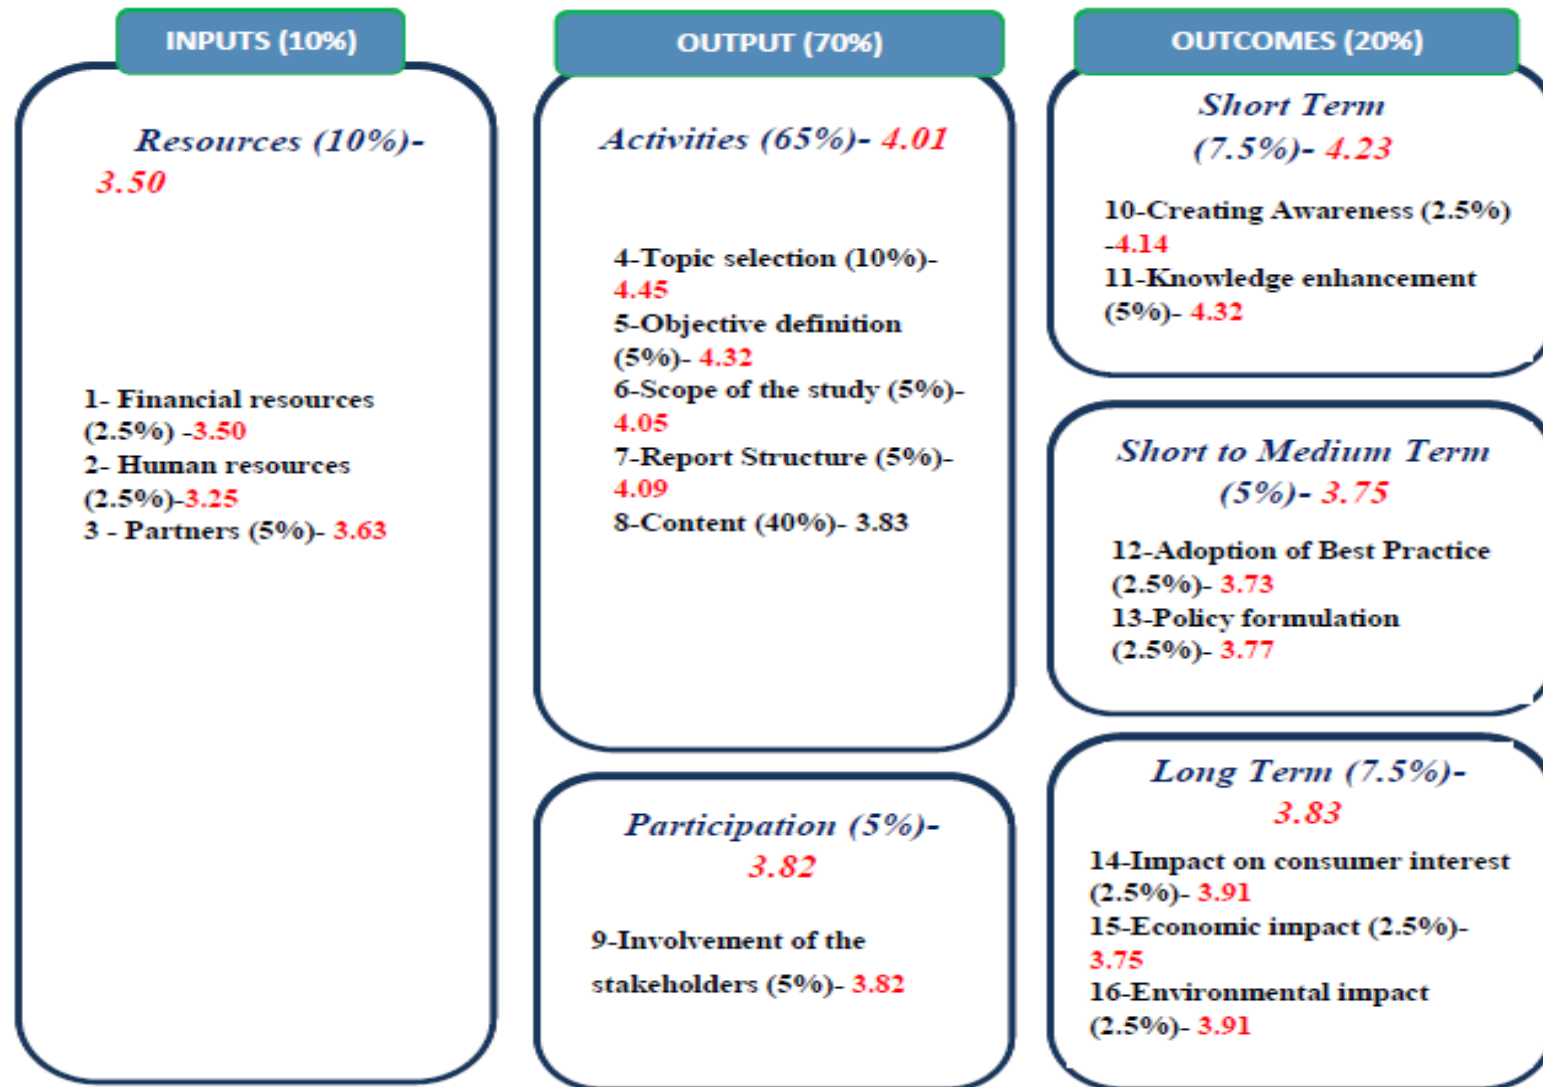 INPUTS (10%)
Resources (10%)-
3.50
1- Financial resources
(2.5%) -3.50
2- Human resources
(2.5%)-3.25
3 - Partners (5%)- 3.63
OUTPUT (70%)
Activities (65%)- 4.01
4-Topic selection (10%)-
4.45
5-Objective definition
(5%)- 4.32
6-Scope of the study (5%)-
4.05
7-Report Structure (5%)-
4.09
8-Content (40%)- 3.83
Participation (5%)-
3.82
9-Involvement of the
stakeholders (5%)- 3.82
OUTCOMES (20%)
Short Term
(7.5%)- 4.23
10-Creating Awareness (2.5%)
-4.14
11-Knowledge enhancement
(5%)- 4.32
Short to Medium Term
(5%)- 3.75
12-Adoption of Best Practice
(2.5%)- 3.73
13-Policy formulation
(2.5%)- 3.77
Long Term (7.5%)-
3.83
14-Impact on consumer interest
(2.5%)- 3.91
15-Economic impact (2.5%)-
3.75
16-Environmental impact
(2.5%)- 3.91